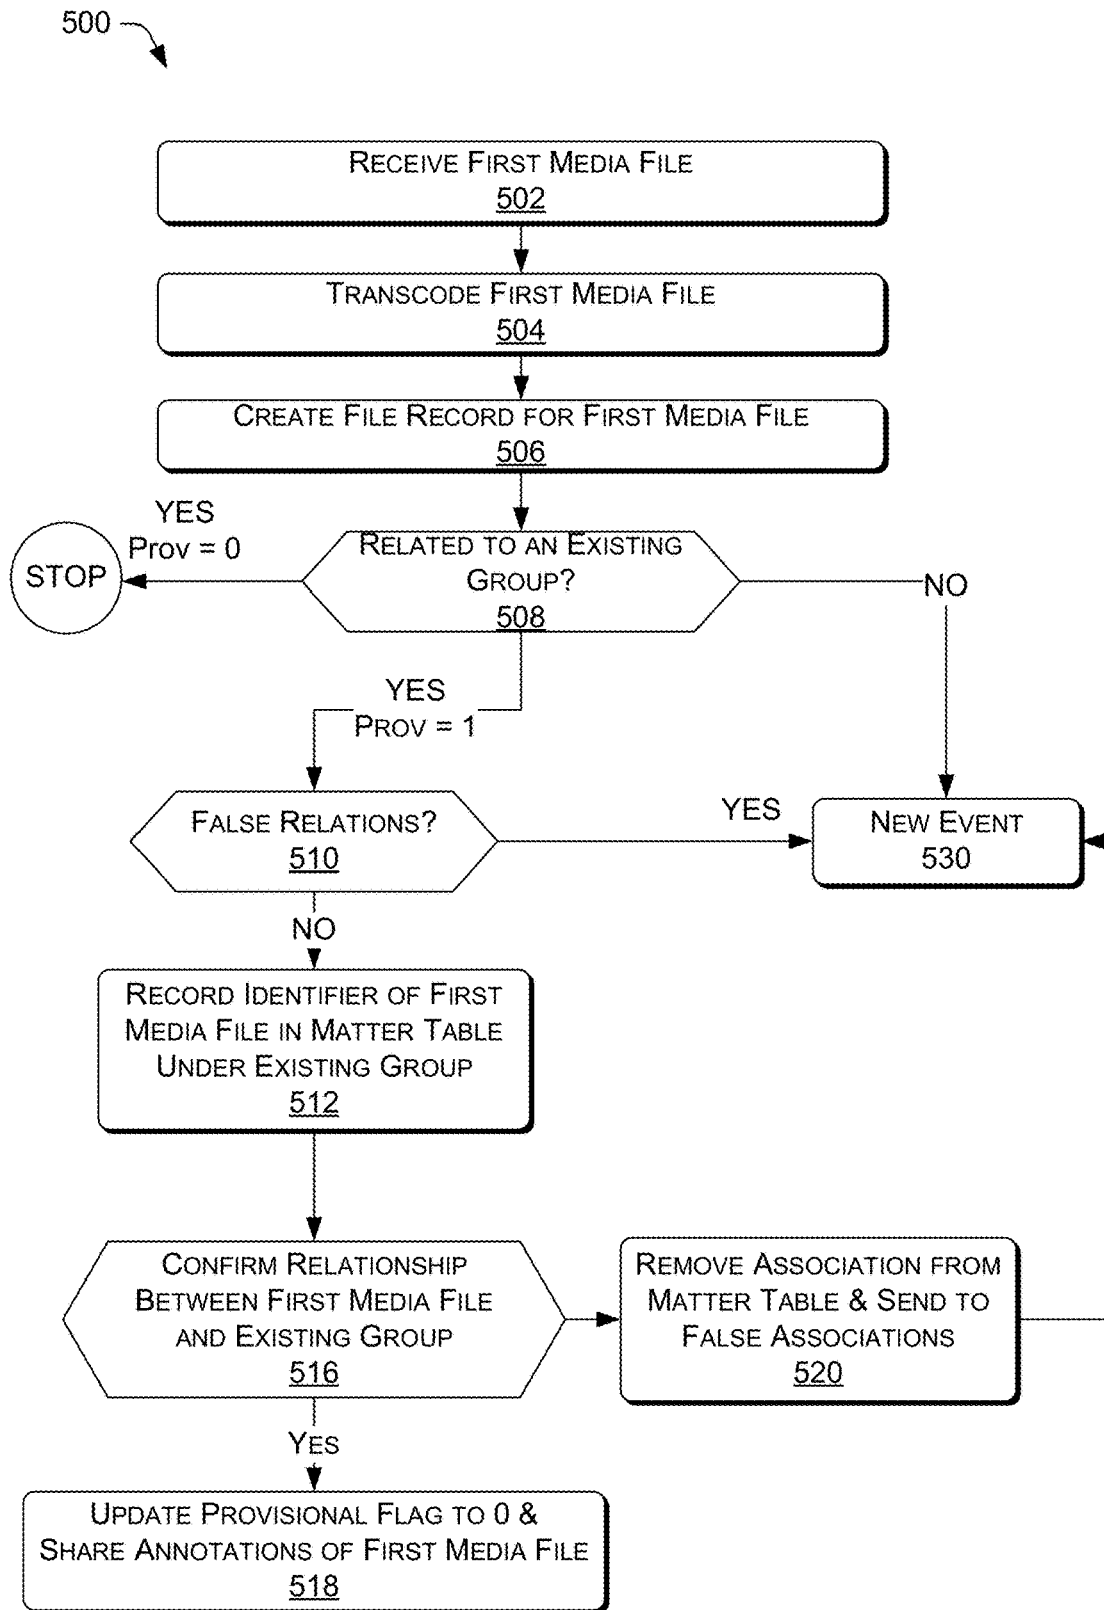 500
RECEIVE FIRST MEDIA FILE
502
TRANSCODE FIRST MEDIA FILE
504
CREATE FILE RECORD FOR FIRST MEDIA FILE
506
YES
PROV = 0
STOP
RELATED TO AN EXISTING
GROUP?
508
NO
YES
PROV = 1
FALSE RELATIONS?
510
YES
NEW EVENT
530
NO
RECORD IDENTIFIER OF FIRST
MEDIA FILE IN MATTER TABLE
UNDER EXISTING GROUP
512
CONFIRM RELATIONSHIP
BETWEEN FIRST MEDIA FILE
AND EXISTING GROUP
516
REMOVE ASSOCIATION FROM
MATTER TABLE & SEND TO
FALSE ASSOCIATIONS
520
YES
UPDATE PROVISIONAL FLAG TO 0 &
SHARE ANNOTATIONS OF FIRST MEDIA FILE
518